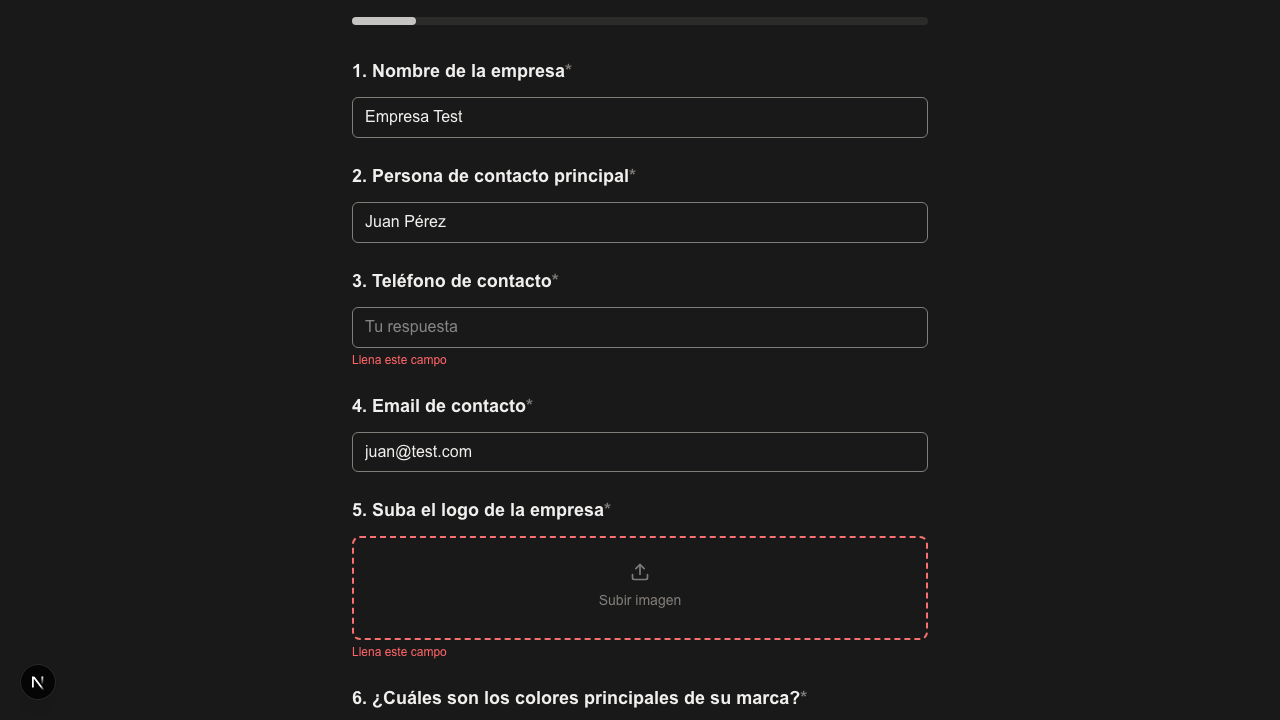 1. Nombre de la empresa*
Empresa Test
2. Persona de contacto principal*
Juan Pérez
3. Teléfono de contacto*
Tu respuesta
Llena este campo
4. Email de contacto*
juan@test.com
5. Suba el logo de la empresa*
Subir imagen
Llena este campo
6. ¿Cuáles son los colores principales de su marca?*
N